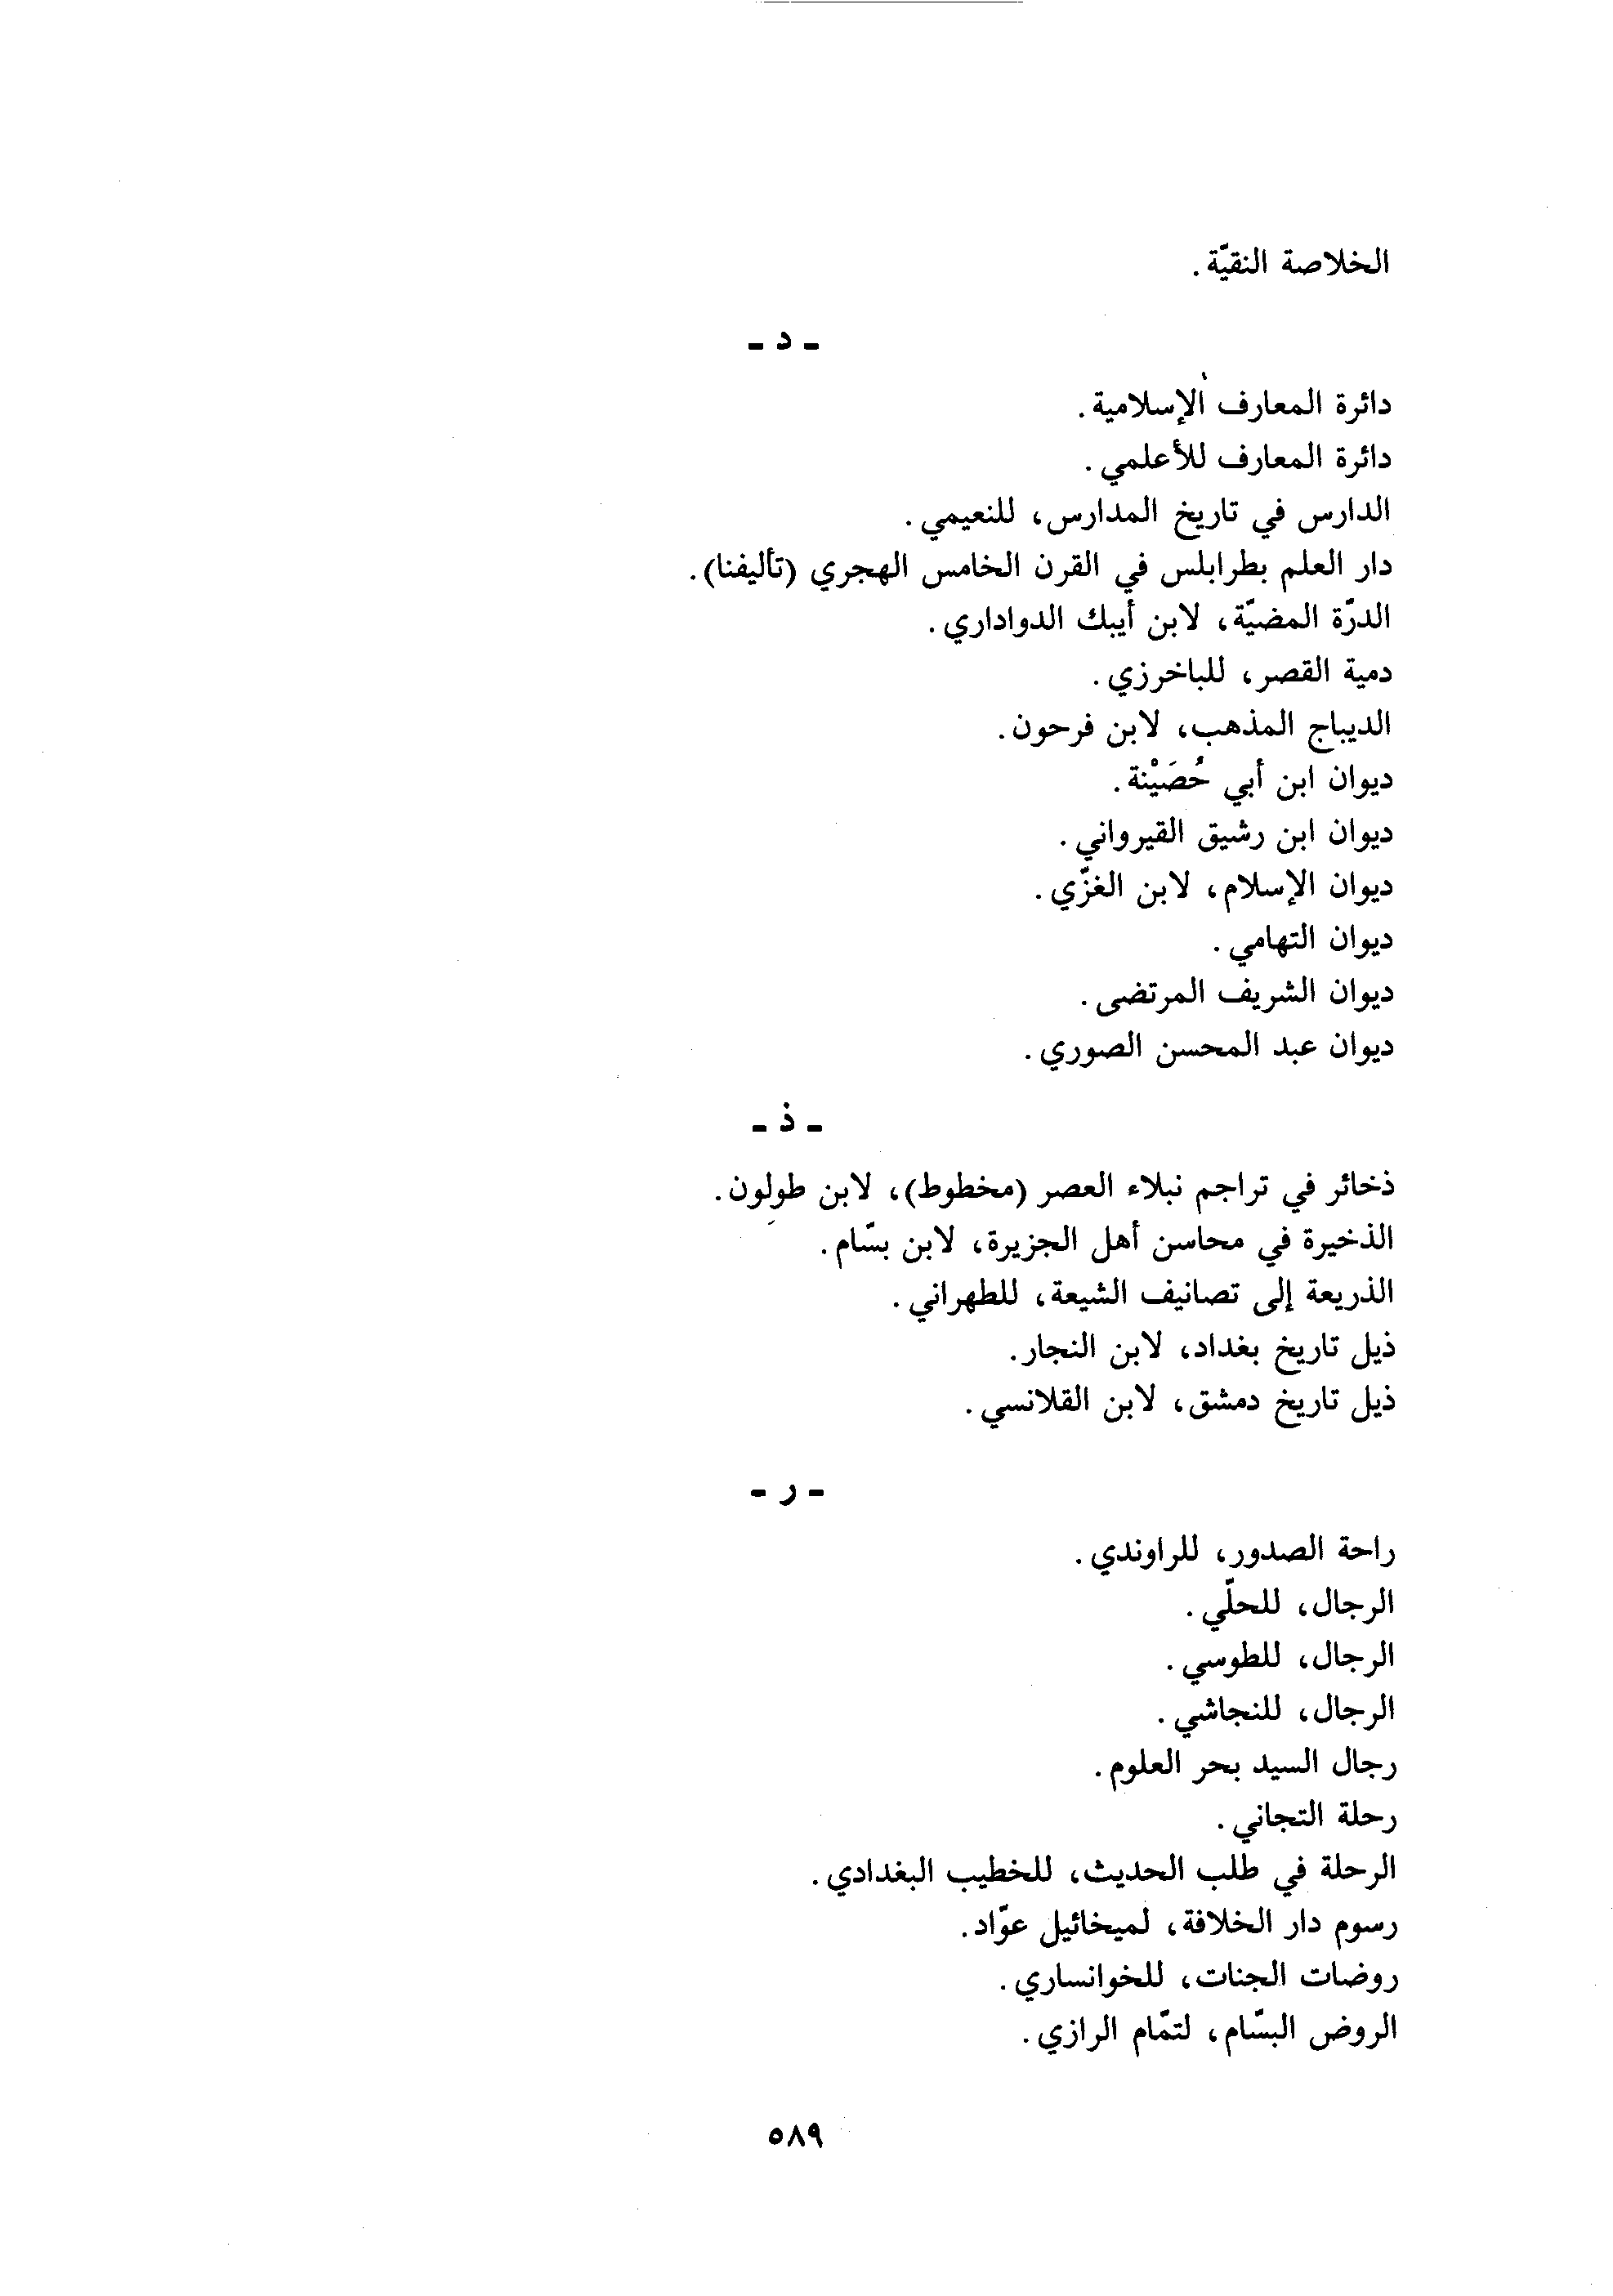 الخلاصة النقيّة.
- د -
دائرة المعارف الإسلامية.
دائرة المعارف للأعلمي.
الدارس في تاريخ المدارس، للنعيمي.
دار العلم بطرابلس في القرن الخامس الهجري (تأليفنا).
الدرّة المضيّة، لابن أيبك الدواداري.
دمية القصر، للباخرزي.
الديباج المذهب، لابن فرحون.
ديوان ابن أبي حُصَيْنة.
ديوان ابن رشيق القيرواني.
ديوان الإسلام، لابن الغزّي.
ديوان التهامي.
ديوان الشريف المرتضى.
ديوان عبد المحسن الصوري.
- ذ -
ذخائر في تراجم نبلاء العصر (مخطوط)، لابن طولون.
الذخيرة في محاسن أهل الجزيرة، لابن بسّام.
الذريعة إلى تصانيف الشيعة، للطهراني.
ذيل تاريخ بغداد، لابن النجار.
ذيل تاريخ دمشق، لابن القلانسي.
- ر -
راحة الصدور، للراوندي.
الرجال، للحلّي.
الرجال، للطوسي.
الرجال، للنجاشي.
رجال السيد بحر العلوم.
رحلة التجاني.
الرحلة في طلب الحديث، للخطيب البغدادي.
رسوم دار الخلافة، لميخائيل عوّاد.
روضات الجنات، للخوانساري.
الروض البسّام، لتمّام الرازي.
٥٨٩